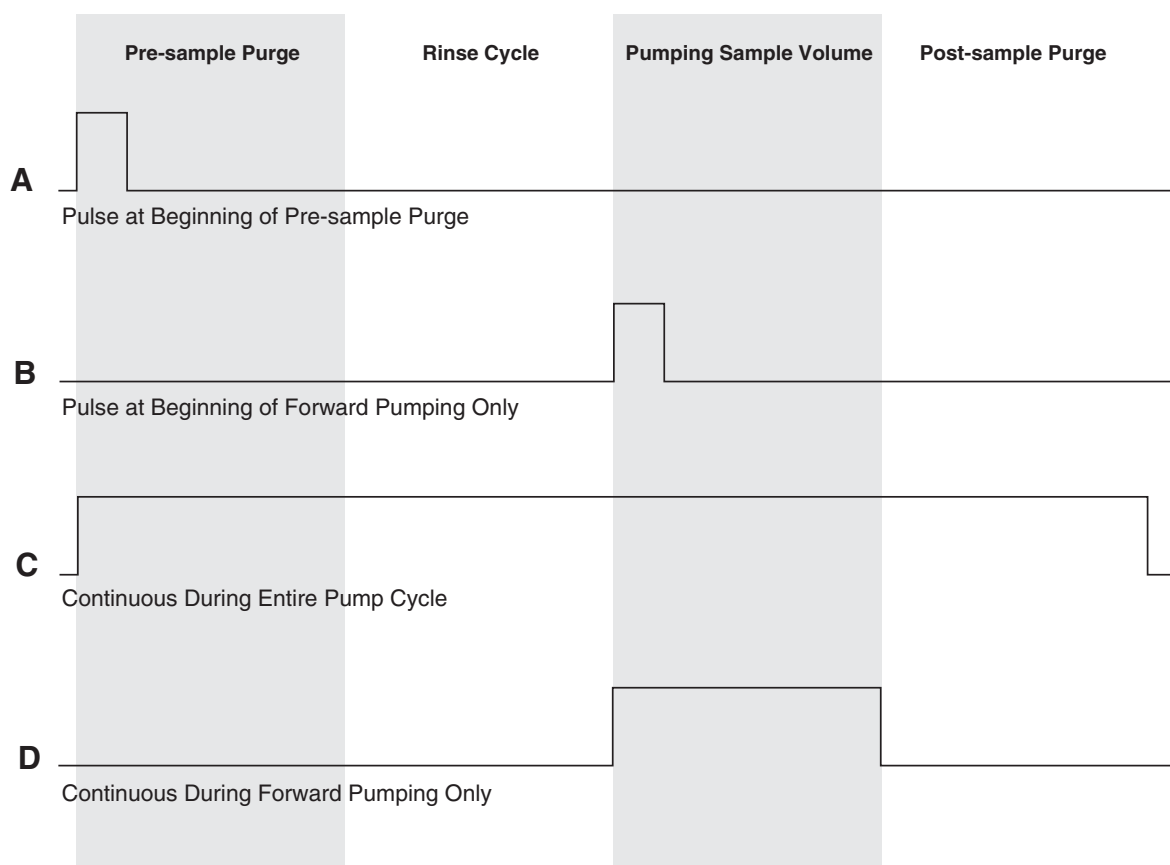 Pre-sample Purge Rinse Cycle Pumping Sample Volume Post-sample Purge
A
Pulse at Beginning of Pre-sample Purge
B
Pulse at Beginning of Forward Pumping Only
C
Continuous During Entire Pump Cycle
D
Continuous During Forward Pumping Only